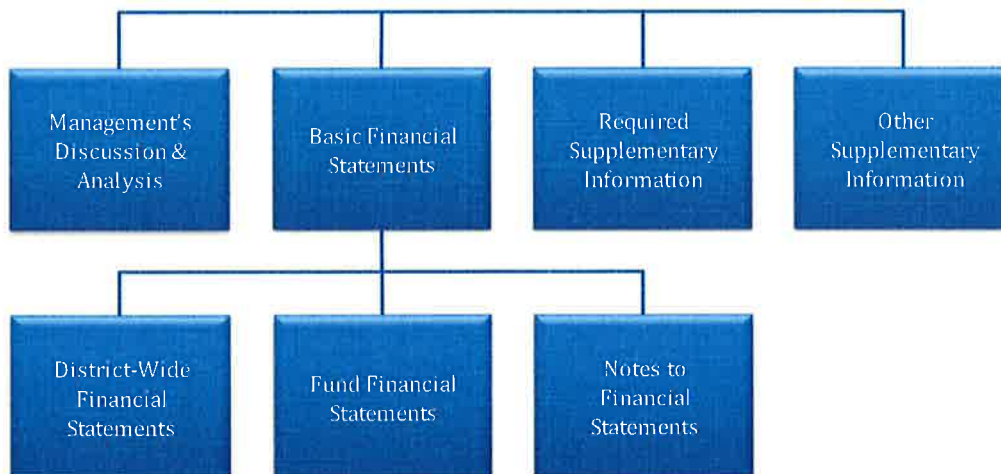 Management's
Discussion &
Analysis
Basic Financial
Statements
Required
Supplementary
Information
Other
Supplementary
Information
District-Wide
Financial
Statements
Fund Financial
Statements
Notes to
Financial
Statements